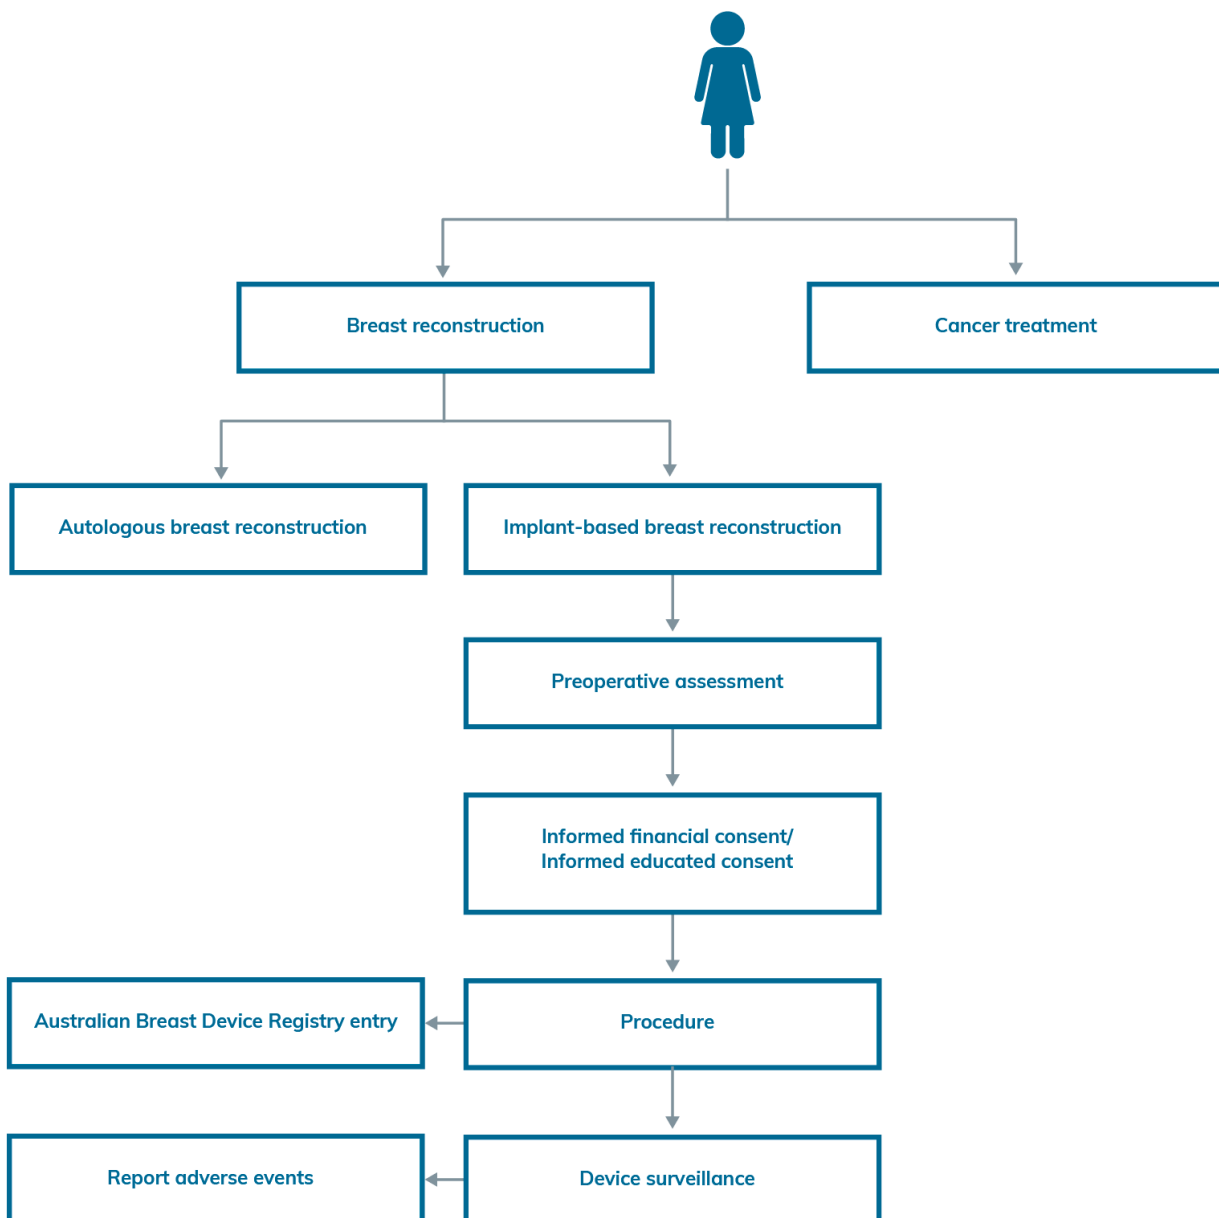 Breast reconstruction
Cancer treatment
Autologous breast reconstruction
Implant-based breast reconstruction
Preoperative assessment
Informed financial consent/
Informed educated consent
Australian Breast Device Registry entry
Procedure
Report adverse events
Device surveillance